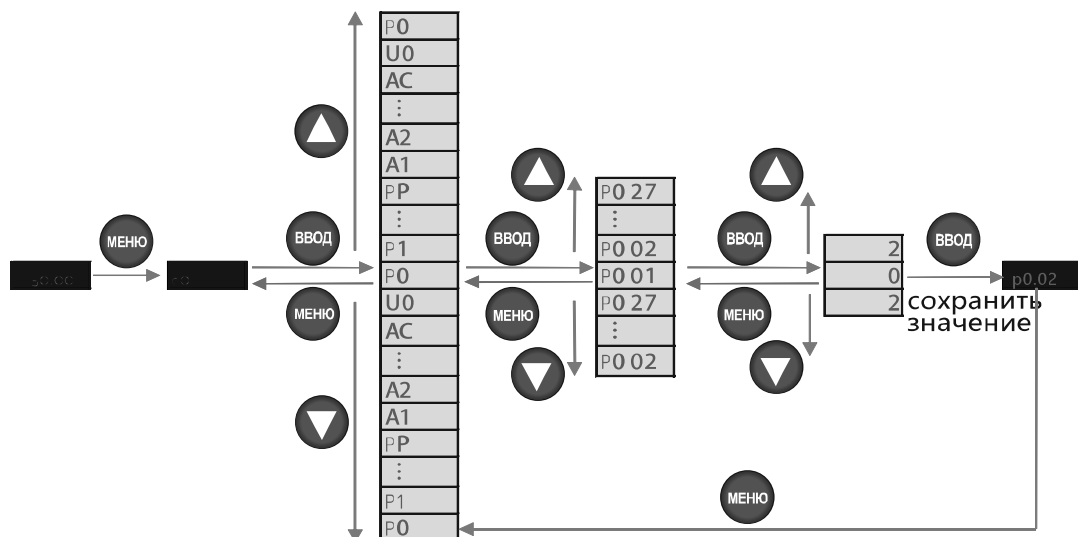 P0
U0
AC
⋮
A2
A1
PP
⋮
P1
P0
U0
AC
⋮
A2
A1
PP
⋮
P1
P0
МЕНЮ
ВВОД
МЕНЮ
ВВОД
МЕНЮ
P0 27
⋮
P0 02
P0 01
P0 27
⋮
P0 02
ВВОД
МЕНЮ
2
0
2
ВВОД
сохранить
значение
p0.02
МЕНЮ